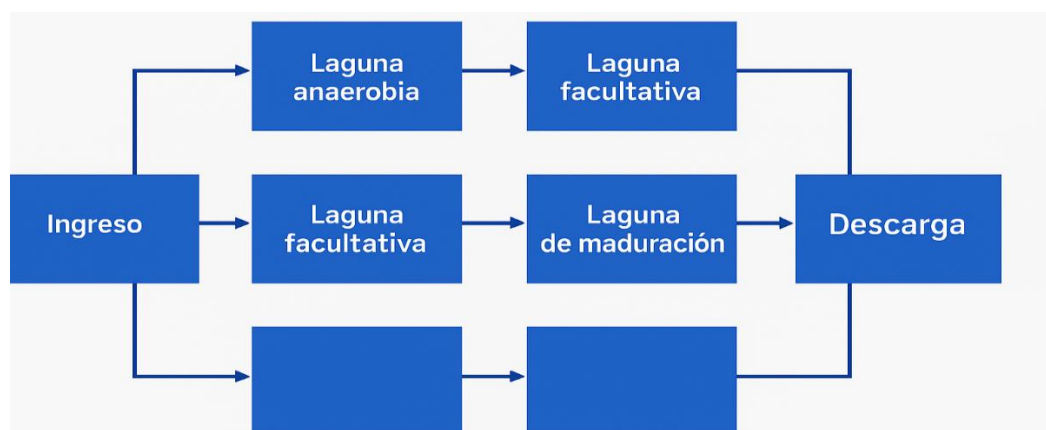 Laguna
anaerobia
Laguna
facultativa
Ingreso
Laguna
facultativa
Laguna
de maduración
Descarga